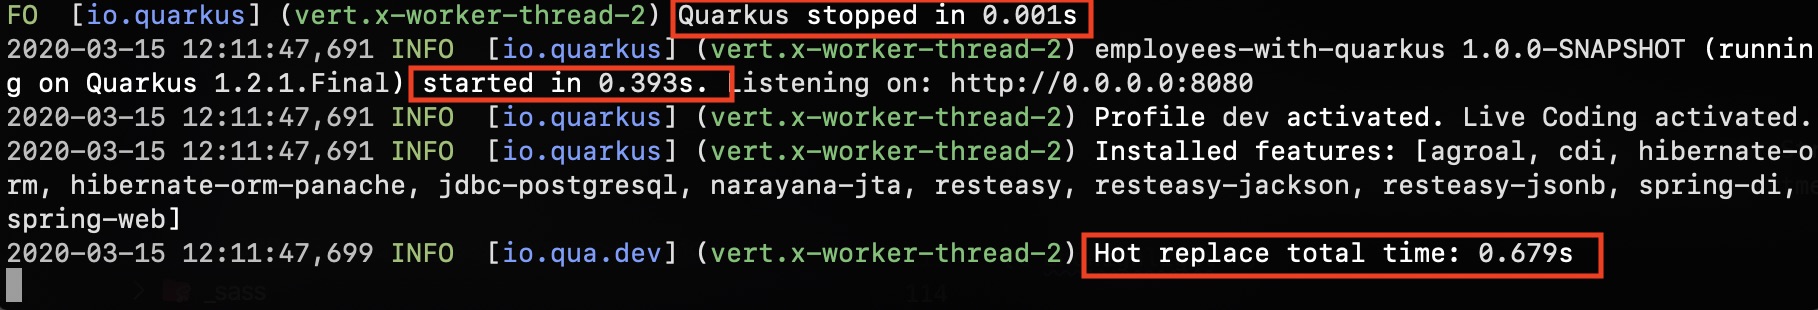 FO  [io.quarkus] (vert.x-worker-thread-2) Quarkus stopped in 0.001s
2020-03-15 12:11:47,691 INFO  [io.quarkus] (vert.x-worker-thread-2) employees-with-quarkus 1.0.0-SNAPSHOT (runnin
g on Quarkus 1.2.1.Final) started in 0.393s. Listening on: http://0.0.0.0:8080
2020-03-15 12:11:47,691 INFO  [io.quarkus] (vert.x-worker-thread-2) Profile dev activated. Live Coding activated.
2020-03-15 12:11:47,691 INFO  [io.quarkus] (vert.x-worker-thread-2) Installed features: [agroal, cdi, hibernate-o
rm, hibernate-orm-panache, jdbc-postgresql, narayana-jta, resteasy, resteasy-jackson, resteasy-jsonb, spring-di,
spring-web]
2020-03-15 12:11:47,699 INFO  [io.qua.dev] (vert.x-worker-thread-2) Hot replace total time: 0.679s
_sass
114